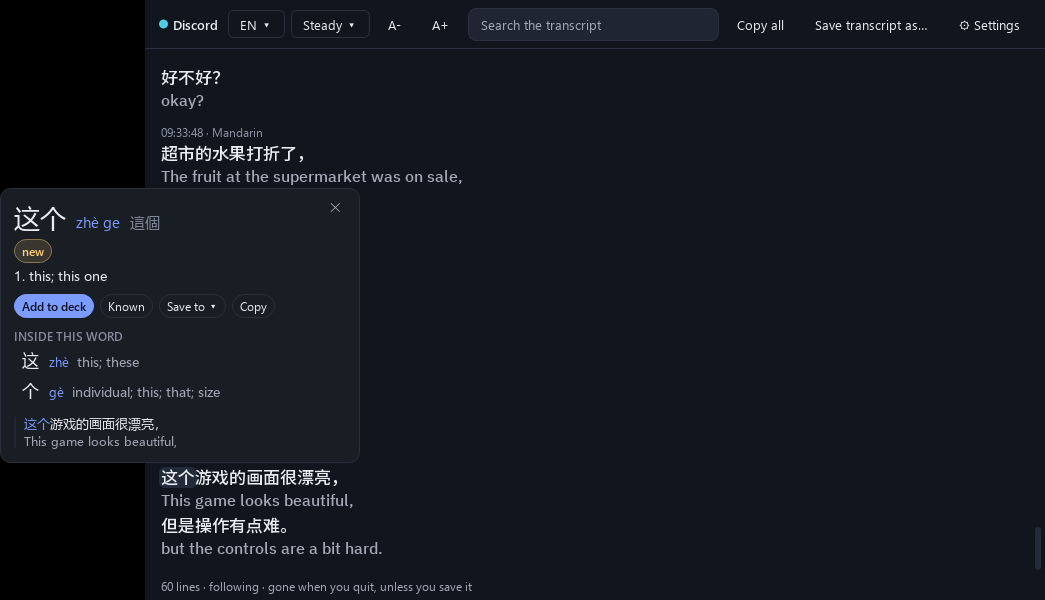 Discord EN ▾ Steady ▾ A- A+ Search the transcript Copy all Save transcript as... ⚙ Settings
好不好?
okay?
09:33:48 · Mandarin
超市的水果打折了,
The fruit at the supermarket was on sale,
这个 zhè ge 這個
new
1. this; this one
Add to deck Known Save to ▾ Copy
INSIDE THIS WORD
这 zhè this; these
个 gè individual; this; that; size
这个游戏的画面很漂亮,
This game looks beautiful,
这个游戏的画面很漂亮,
This game looks beautiful,
但是操作有点难。
but the controls are a bit hard.
60 lines · following · gone when you quit, unless you save it